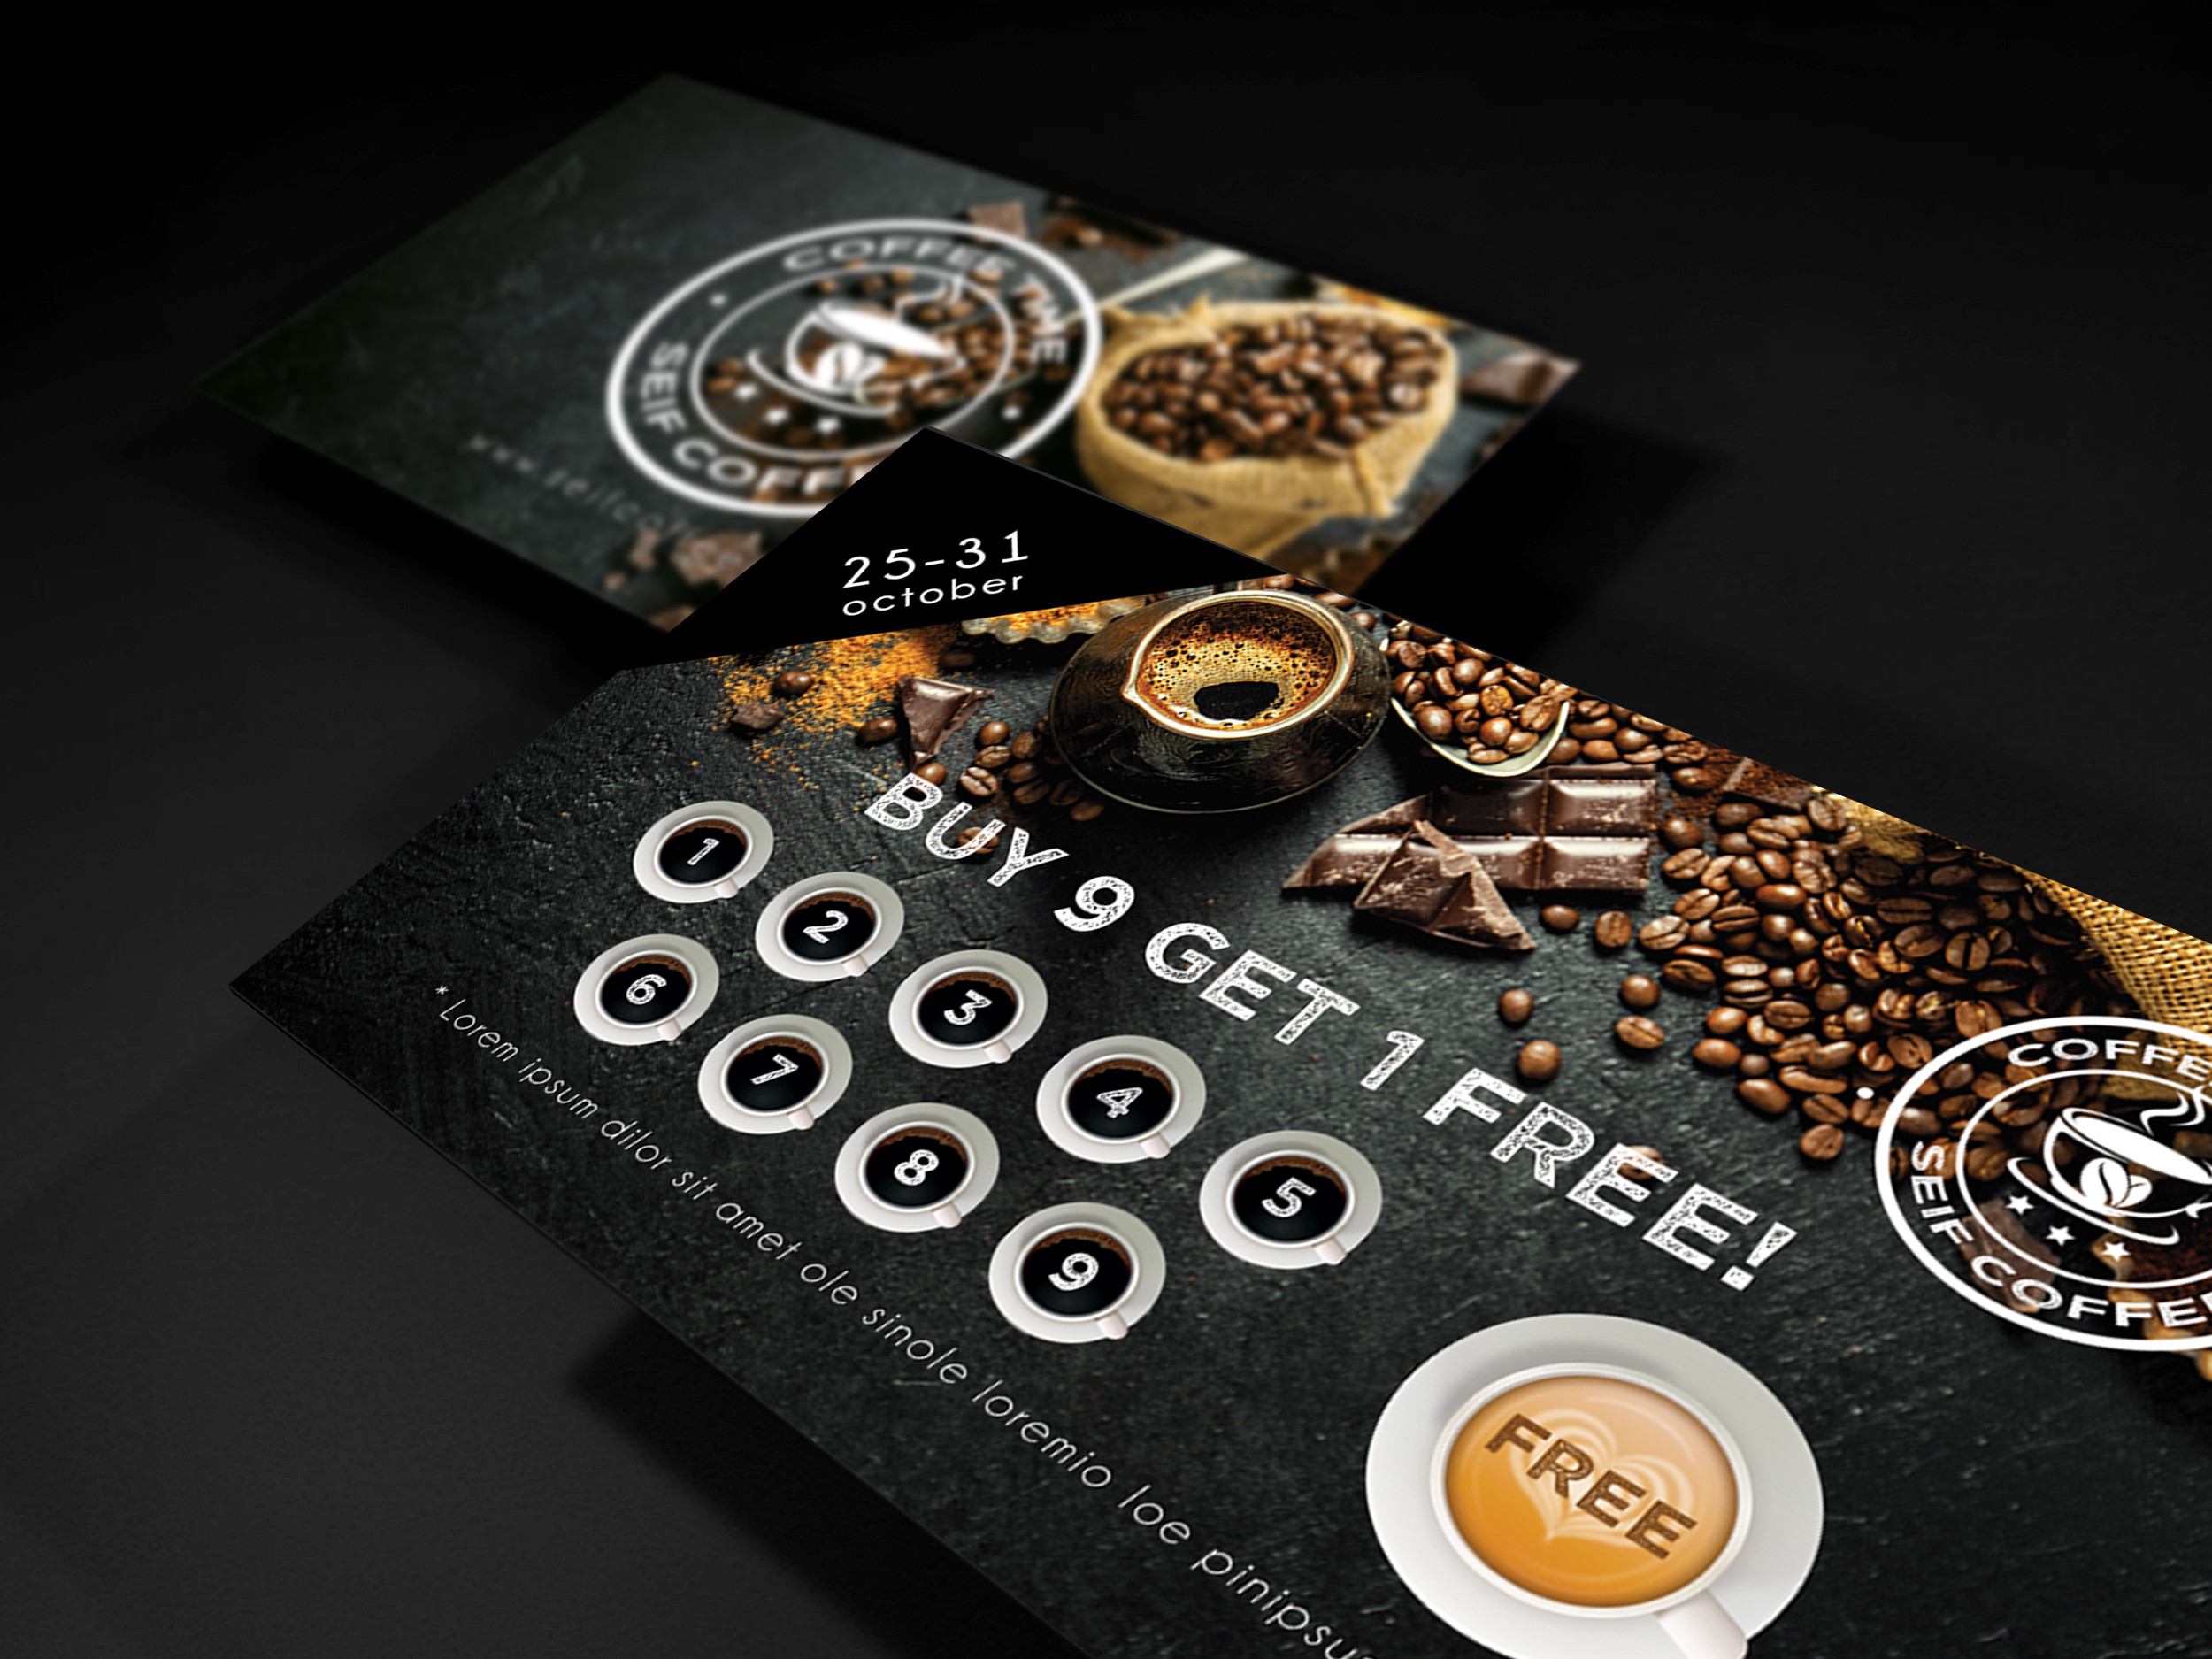 COFFEE TIME
SEIF COFFE
25-31
october
BUY 9 GET 1 FREE!
1 2 3 4 5
6 7 8 9
FREE
* Lorem ipsum dilor sit amet ole sinole loremio loe pinipsu
COFFEE
SEIF COFFEE